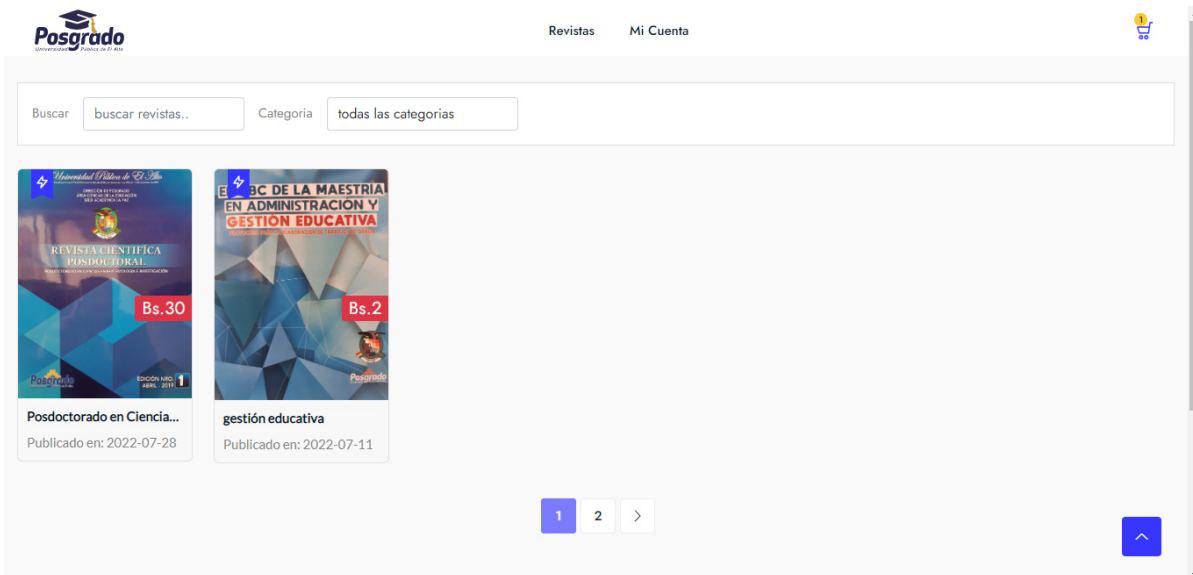 Posgrado
Universidad Pública de El Alto
Revistas
Mi Cuenta
1
Buscar
buscar revistas..
Categoria
todas las categorias
Universidad Pública de El Alto
REVISTA CIENTIFÍCA
POSDOCTORAL
Bs.30
Posgrado
EDICIÓN NRO. 1
ABRIL - 2019
Posdoctorado en Ciencia...
Publicado en: 2022-07-28
BC DE LA MAESTRÍA
EN ADMINISTRACIÓN Y
GESTIÓN EDUCATIVA
Bs.2
Posgrado
gestión educativa
Publicado en: 2022-07-11
1
2